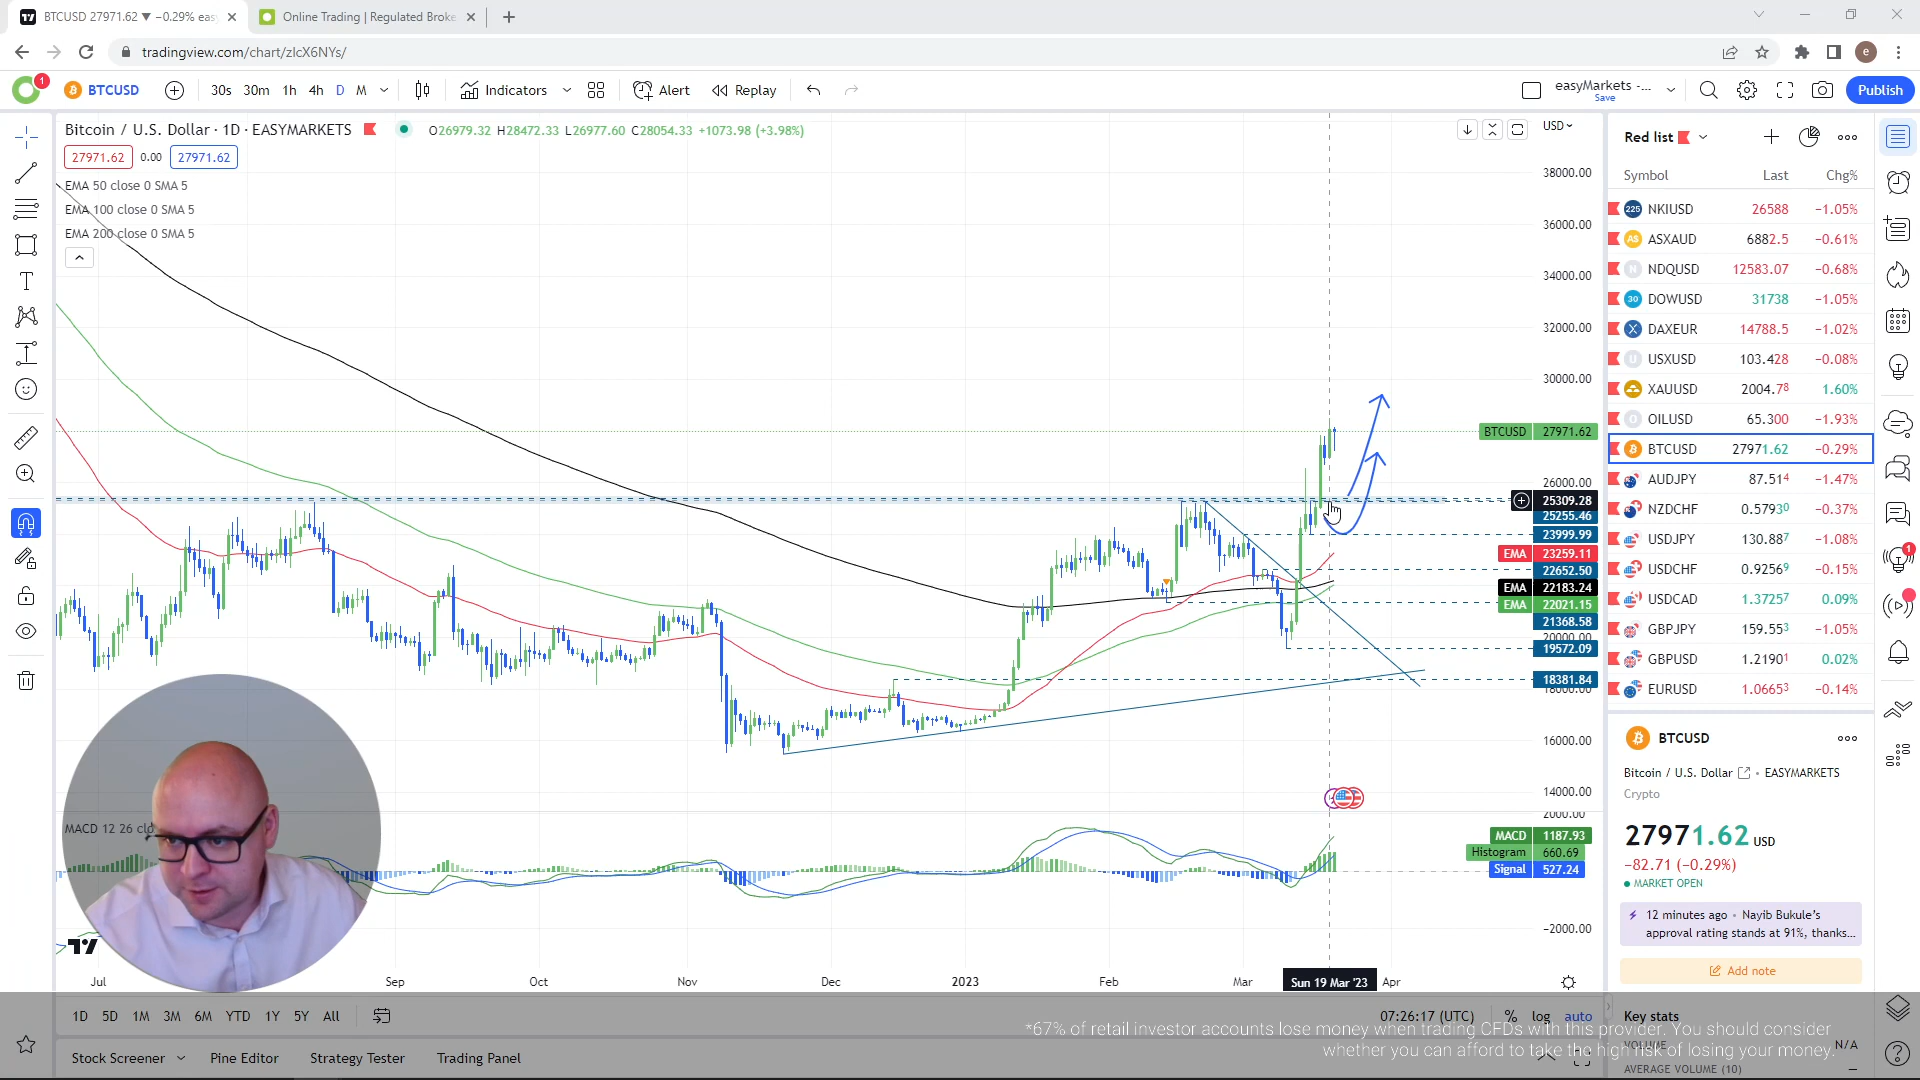 BTCUSD 27971.62 ▼ −0.29% eas
Online Trading | Regulated Broke
tradingview.com/chart/zIcX6NYs/
e
1
BTCUSD
30s 30m 1h 4h D M
Indicators
Alert
Replay
easyMarkets -...
Save
Publish
Bitcoin / U.S. Dollar · 1D · EASYMARKETS
O26979.32 H28472.33 L26977.60 C28054.33 +1073.98 (+3.98%)
27971.62 0.00 27971.62
EMA 50 close 0 SMA 5
EMA 100 close 0 SMA 5
EMA 200 close 0 SMA 5
USD
38000.00
36000.00
34000.00
32000.00
30000.00
BTCUSD 27971.62
26000.00
25309.28
25255.46
23999.99
EMA 23259.11
22652.50
EMA 22183.24
EMA 22021.15
21368.58
20000.00
19572.09
18381.84
18000.00
16000.00
14000.00
2000.00
MACD 12 26 clo
MACD 1187.93
Histogram 660.69
Signal 527.24
−2000.00
Jul Sep Oct Nov Dec 2023 Feb Mar Sun 19 Mar '23 Apr
1D 5D 1M 3M 6M YTD 1Y 5Y All
07:26:17 (UTC) % log auto
Stock Screener Pine Editor Strategy Tester Trading Panel
Red list
Symbol Last Chg%
225 NKIUSD 26588 −1.05%
AS ASXAUD 6882.5 −0.61%
N NDQUSD 12583.07 −0.68%
30 DOWUSD 31738 −1.05%
X DAXEUR 14788.5 −1.02%
U USXUSD 103.428 −0.08%
XAUUSD 2004.78 1.60%
OILUSD 65.300 −1.93%
BTCUSD 27971.62 −0.29%
AUDJPY 87.514 −1.47%
NZDCHF 0.57930 −0.37%
USDJPY 130.887 −1.08%
USDCHF 0.92569 −0.15%
USDCAD 1.37257 0.09%
GBPJPY 159.553 −1.05%
GBPUSD 1.21901 0.02%
EURUSD 1.06653 −0.14%
1
BTCUSD
Bitcoin / U.S. Dollar • EASYMARKETS
Crypto
27971.62 USD
−82.71 (−0.29%)
MARKET OPEN
12 minutes ago • Nayib Bukule's
approval rating stands at 91%, thanks...
Add note
Key stats
VOLUME N/A
AVERAGE VOLUME (10) —
*67% of retail investor accounts lose money when trading CFDs with this provider. You should consider
whether you can afford to take the high risk of losing your money.